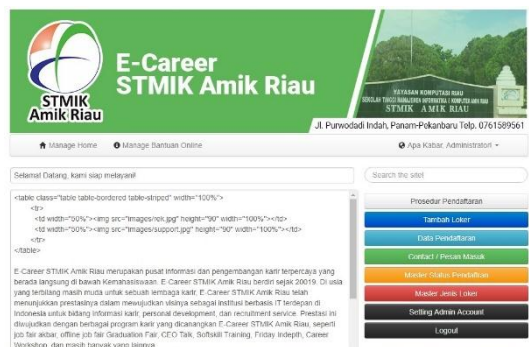 E-Career
STMIK Amik Riau
STMIK
Amik Riau
YAYASAN KOMPUTASI RIAU
SEKOLAH TINGGI MANAJEMEN INFORMATIKA & KOMPUTER AMIK RIAU
STMIK AMIK RIAU
Jl. Purwodadi Indah, Panam-Pekanbaru Telp. 0761589561
Manage Home
Manage Bantuan Online
Apa Kabar, Administrator!
Selamat Datang, kami siap melayani!
Search the site!
<table class="table table-bordered table-striped" width="100%">
<tr>
<td width="50%"><img src="images/rek.jpg" height="90" width="100%"></td>
<td width="50%"><img src="images/support.jpg" height="90" width="100%"></td>
</tr>
</table>
E-Career STMIK Amik Riau merupakan pusat informasi dan pengembangan karir terpercaya yang
berada langsung di bawah Kemahasiswaan. E-Career STMIK Amik Riau berdiri sejak 20019. Di usia
yang terbilang masih muda untuk sebuah lembaga karir, E-Career STMIK Amik Riau telah
menunjukkan prestasinya dalam mewujudkan visinya sebagai institusi berbasis IT terdepan di
Indonesia untuk bidang informasi karir, personal development, dan recruitment service. Prestasi ini
diwujudkan dengan berbagai program karir yang dicanangkan E-Career STMIK Amik Riau, seperti
job fair akbar, offline job fair Graduation Fair, CEO Talk, Softskill Training, Friday Indepth, Career
Workshop, dan masih banyak yang lainnya.
Prosedur Pendaftaran
Tambah Loker
Data Pendaftaran
Contact / Pesan Masuk
Master Status Pendaftran
Master Jenis Loker
Setting Admin Account
Logout